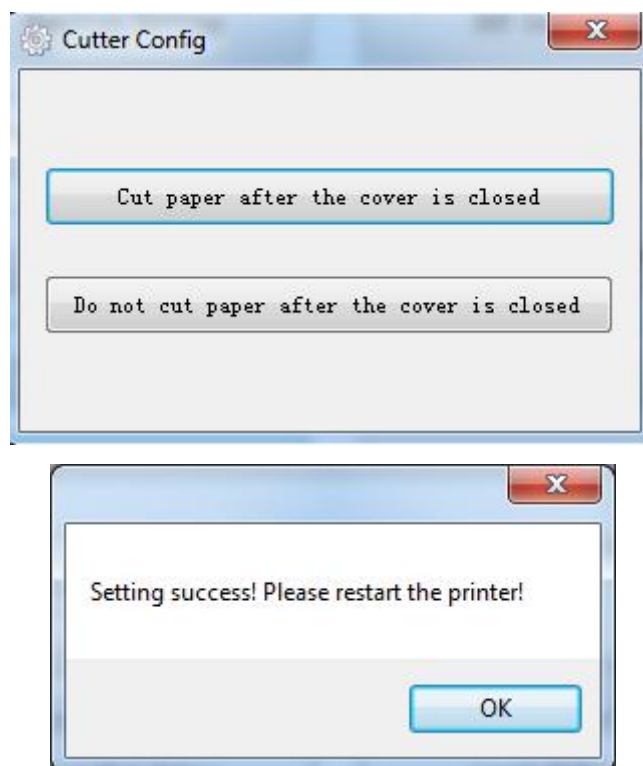 Cutter Config
Cut paper after the cover is closed
Do not cut paper after the cover is closed
Setting success! Please restart the printer!
OK